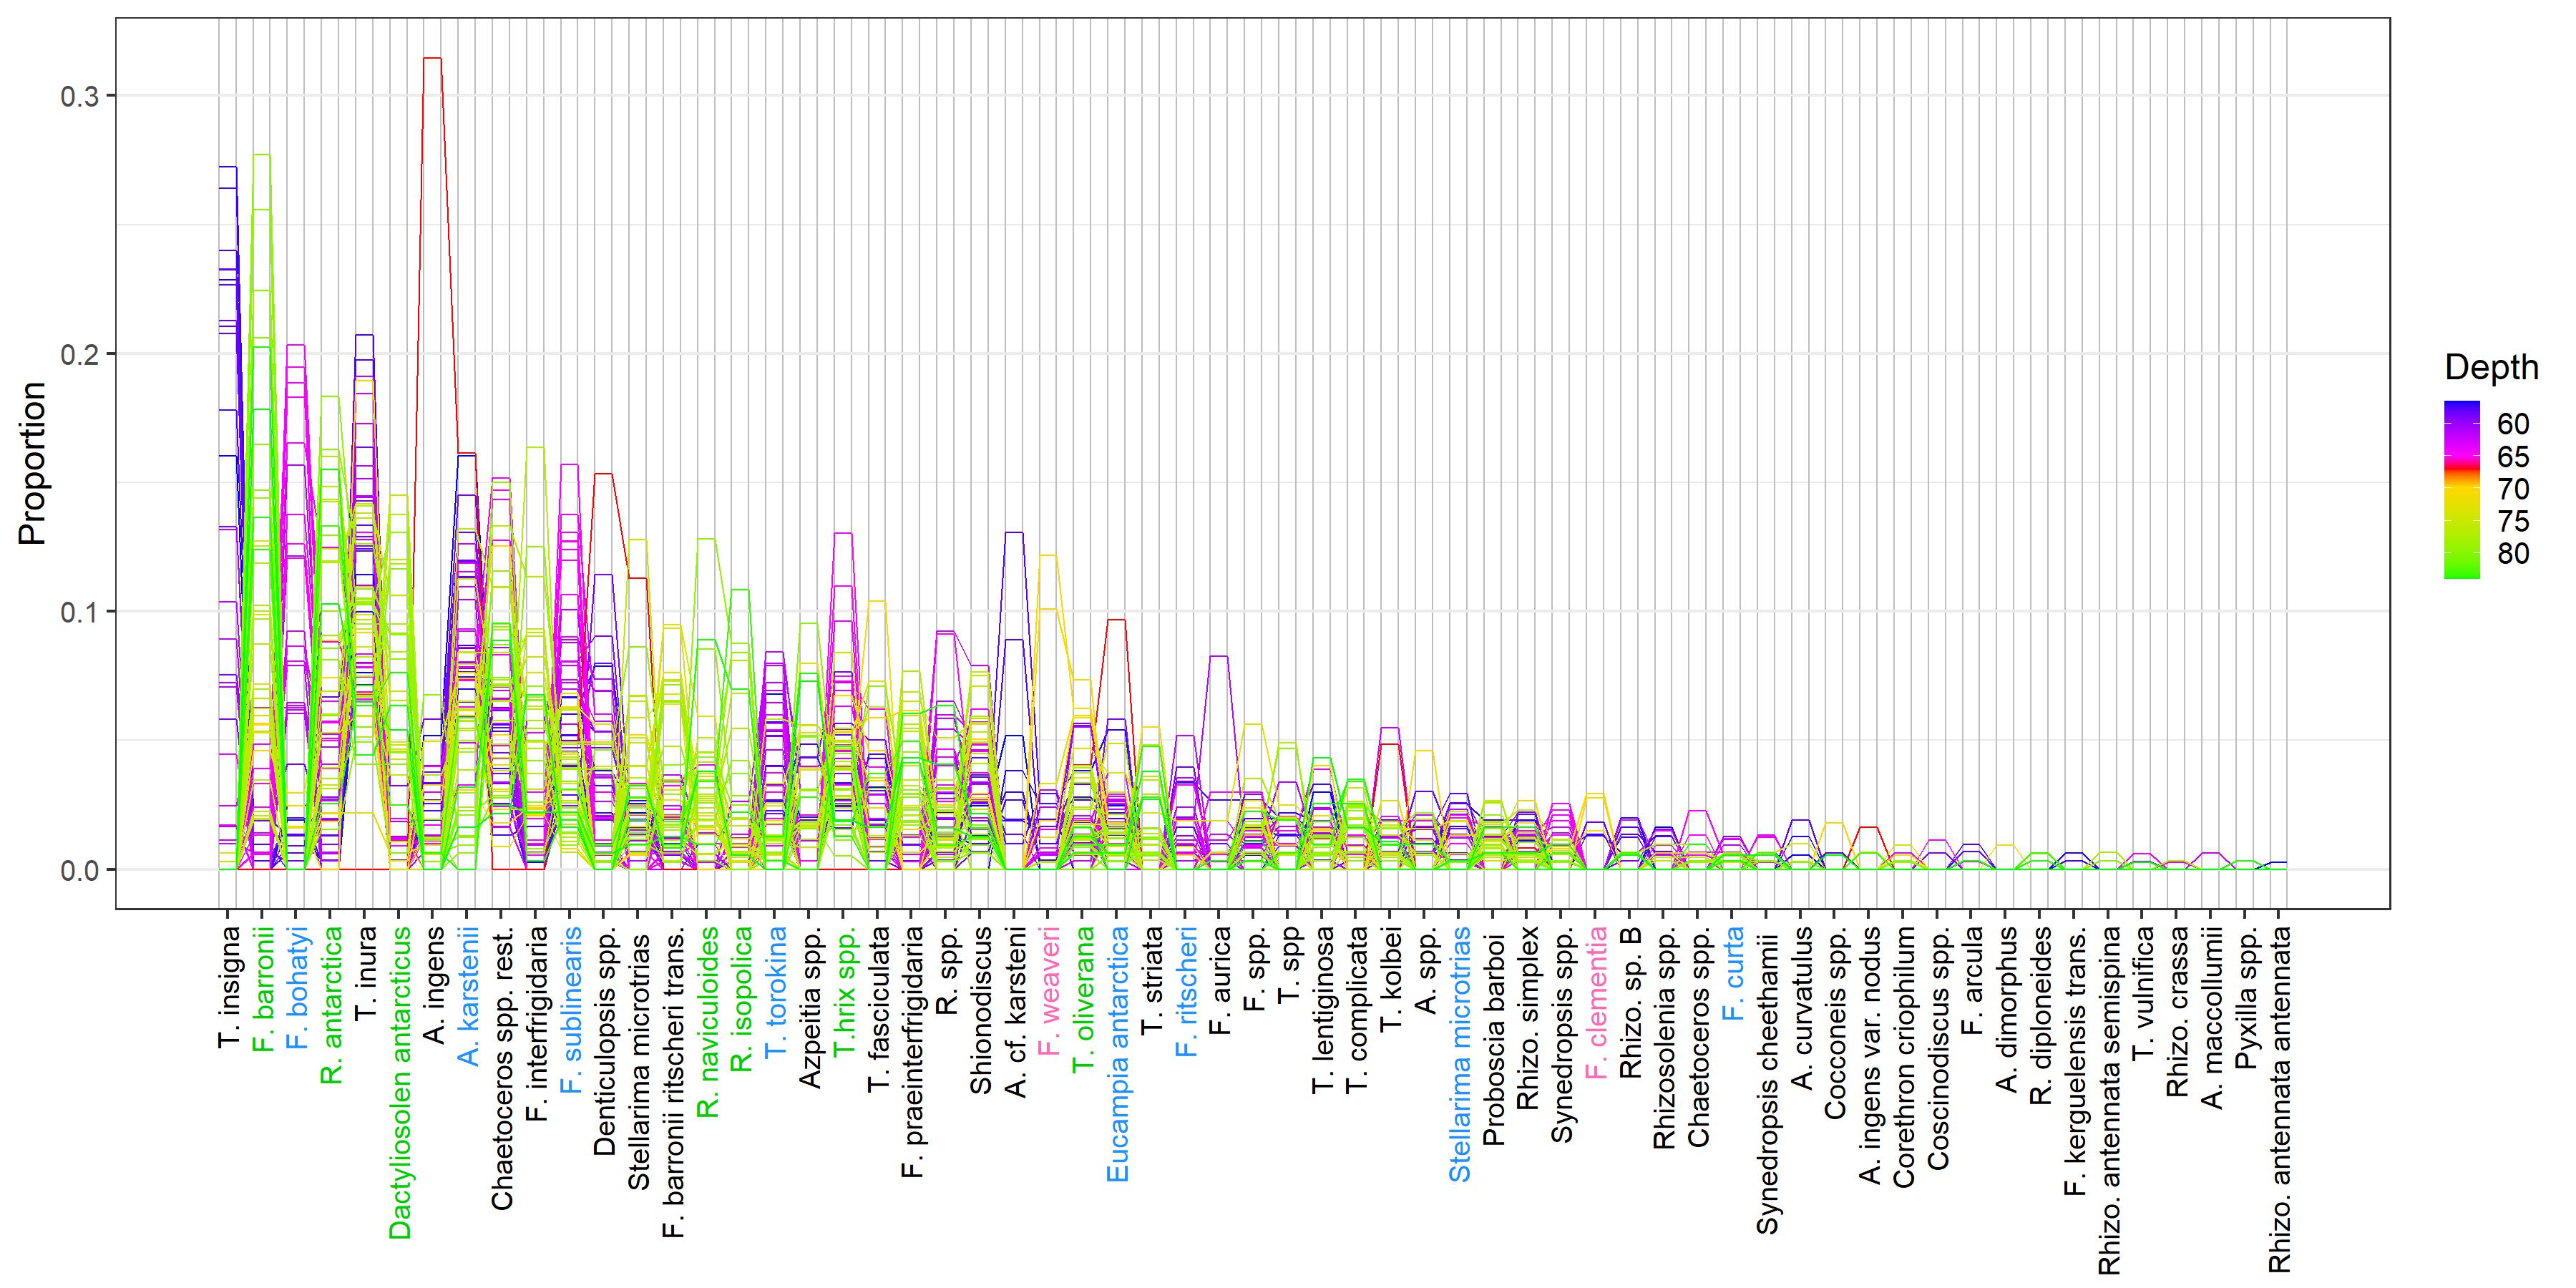 0.3
0.2
0.1
0.0
Proportion
Depth
60
65
70
75
80
T. insigna
F. barronii
F. bohatyi
R. antarctica
T. inura
Dactyliosolen antarcticus
A. ingens
A. karstenii
Chaetoceros spp. rest.
F. interfrigidaria
F. sublinearis
Denticulopsis spp.
Stellarima microtrias
F. barronii ritscheri trans.
R. naviculoides
R. isopolica
T. torokina
Azpeitia spp.
T.hrix spp.
T. fasciculata
F. praeinterfrigidaria
R. spp.
Shionodiscus
A. cf. karsteni
F. weaveri
T. oliverana
Eucampia antarctica
T. striata
F. ritscheri
F. aurica
F. spp.
T. spp
T. lentiginosa
T. complicata
T. kolbei
A. spp.
Stellarima microtrias
Proboscia barboi
Rhizo. simplex
Synedropsis spp.
F. clementia
Rhizo. sp. B
Rhizosolenia spp.
Chaetoceros spp.
F. curta
Synedropsis cheethamii
A. curvatulus
Cocconeis spp.
A. ingens var. nodus
Corethron criophilum
Coscinodiscus spp.
F. arcula
A. dimorphus
R. diploneides
F. kerguelensis trans.
Rhizo. antennata semispina
T. vulnifica
Rhizo. crassa
A. maccollumii
Pyxilla spp.
Rhizo. antennata antennata